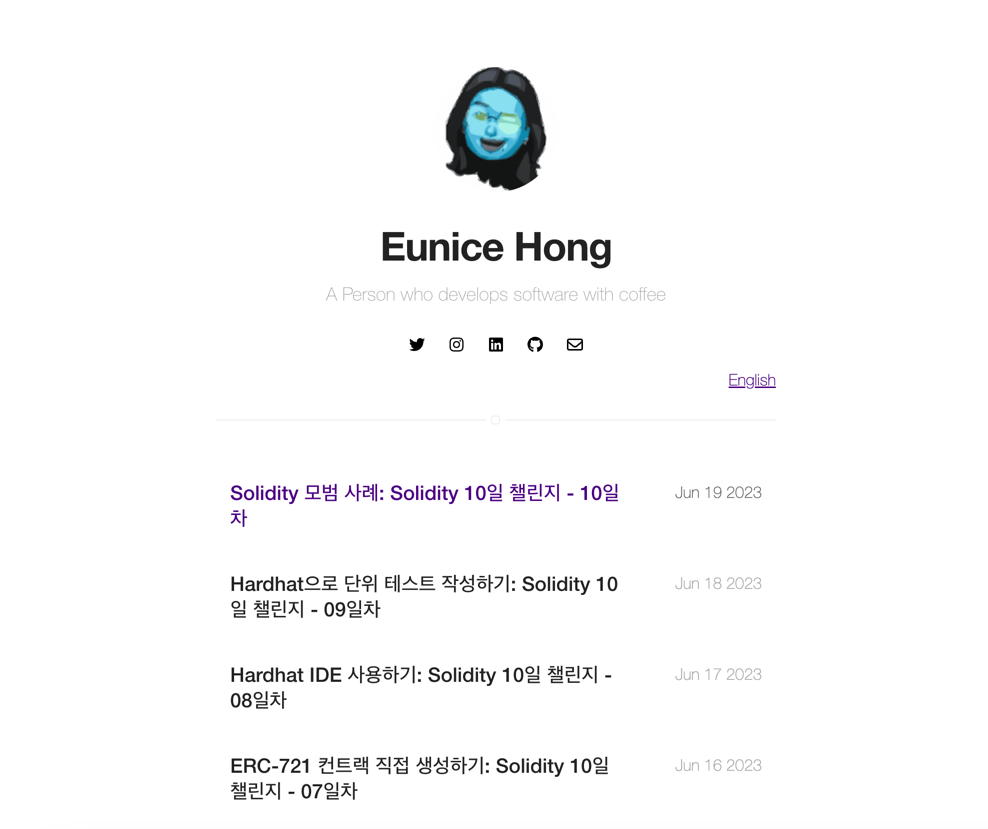 Eunice Hong
A Person who develops software with coffee
English
Solidity 모범 사례: Solidity 10일 챌린지 - 10일
차
Jun 19 2023
Hardhat으로 단위 테스트 작성하기: Solidity 10
일 챌린지 - 09일차
Jun 18 2023
Hardhat IDE 사용하기: Solidity 10일 챌린지 -
08일차
Jun 17 2023
ERC-721 컨트랙 직접 생성하기: Solidity 10일
챌린지 - 07일차
Jun 16 2023